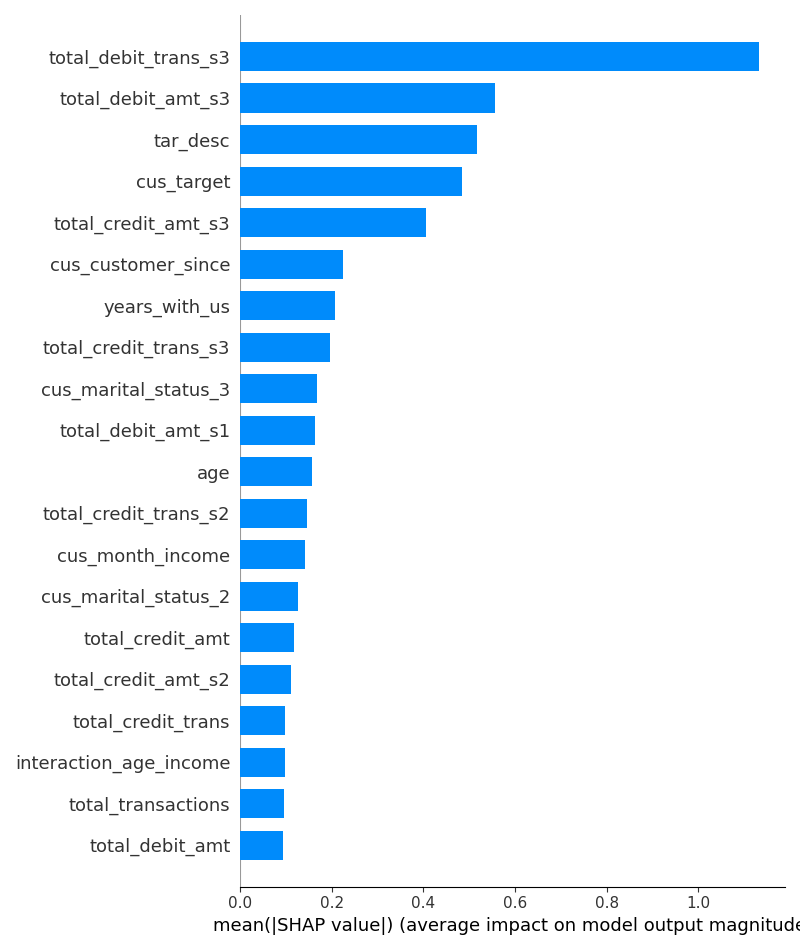 total_debit_trans_s3
total_debit_amt_s3
tar_desc
cus_target
total_credit_amt_s3
cus_customer_since
years_with_us
total_credit_trans_s3
cus_marital_status_3
total_debit_amt_s1
age
total_credit_trans_s2
cus_month_income
cus_marital_status_2
total_credit_amt
total_credit_amt_s2
total_credit_trans
interaction_age_income
total_transactions
total_debit_amt
0.0 0.2 0.4 0.6 0.8 1.0
mean(|SHAP value|) (average impact on model output magnitude